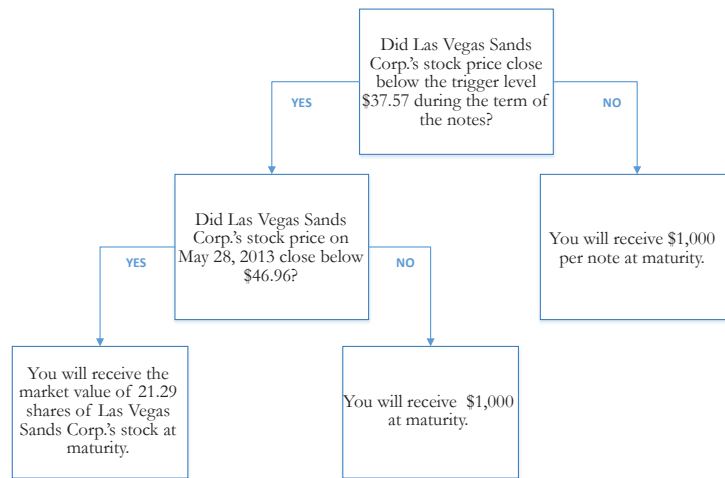 Did Las Vegas Sands
Corp.'s stock price close
below the trigger level
$37.57 during the term of
the notes?
YES
NO
Did Las Vegas Sands
Corp.'s stock price on
May 28, 2013 close below
$46.96?
You will receive $1,000
per note at maturity.
YES
NO
You will receive the
market value of 21.29
shares of Las Vegas
Sands Corp.'s stock at
maturity.
You will receive $1,000
at maturity.